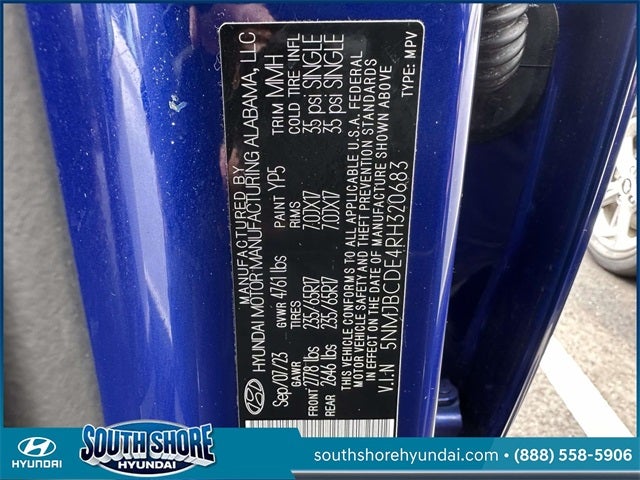 MANUFACTURED BY
HYUNDAI MOTOR MANUFACTURING ALABAMA, LLC
Sep/07/23 GVWR 4761 lbs PAINT YP5 TRIM MMH
GAWR TIRES RIMS COLD TIRE INFL
FRONT 2778 lbs 235/65R17 7.0JX17 35 psi SINGLE
REAR 2646 lbs 235/65R17 7.0JX17 35 psi SINGLE
THIS VEHICLE CONFORMS TO ALL APPLICABLE U.S.A. FEDERAL
MOTOR VEHICLE SAFETY AND THEFT PREVENTION STANDARDS
IN EFFECT ON THE DATE OF MANUFACTURE SHOWN ABOVE
V.I.N 5NMJBCDE4RH320683 TYPE: MPV
HYUNDAI
SOUTH SHORE
HYUNDAI
southshorehyundai.com • (888) 558-5906